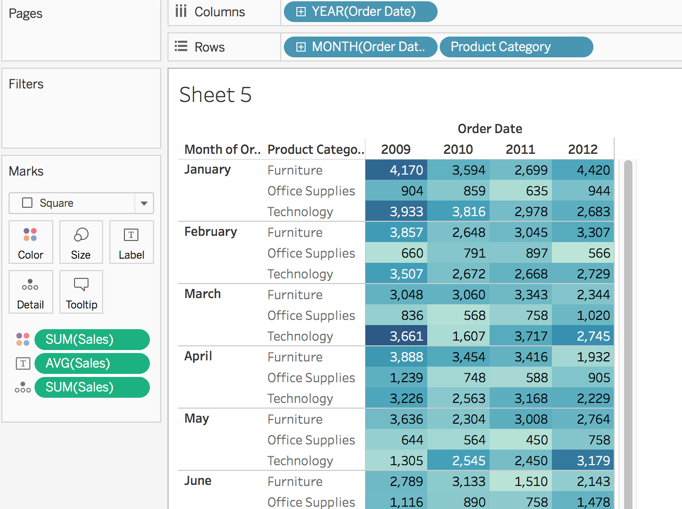 Pages
Columns
YEAR(Order Date)
Rows
MONTH(Order Dat.. Product Category
Filters
Marks
Square
Color Size Label
Detail Tooltip
SUM(Sales)
AVG(Sales)
SUM(Sales)
Sheet 5
Order Date
Month of Or.. Product Catego.. 2009 2010 2011 2012
January Furniture 4,170 3,594 2,699 4,420
Office Supplies 904 859 635 944
Technology 3,933 3,816 2,978 2,683
February Furniture 3,857 2,648 3,045 3,307
Office Supplies 660 791 897 566
Technology 3,507 2,672 2,668 2,729
March Furniture 3,048 3,060 3,343 2,344
Office Supplies 836 568 758 1,020
Technology 3,661 1,607 3,717 2,745
April Furniture 3,888 3,454 3,416 1,932
Office Supplies 1,239 748 588 905
Technology 3,226 2,563 3,168 2,229
May Furniture 3,636 2,304 3,008 2,764
Office Supplies 644 564 450 758
Technology 1,305 2,545 2,450 3,179
June Furniture 2,789 3,133 1,510 2,143
Office Supplies 1,116 890 758 1,478